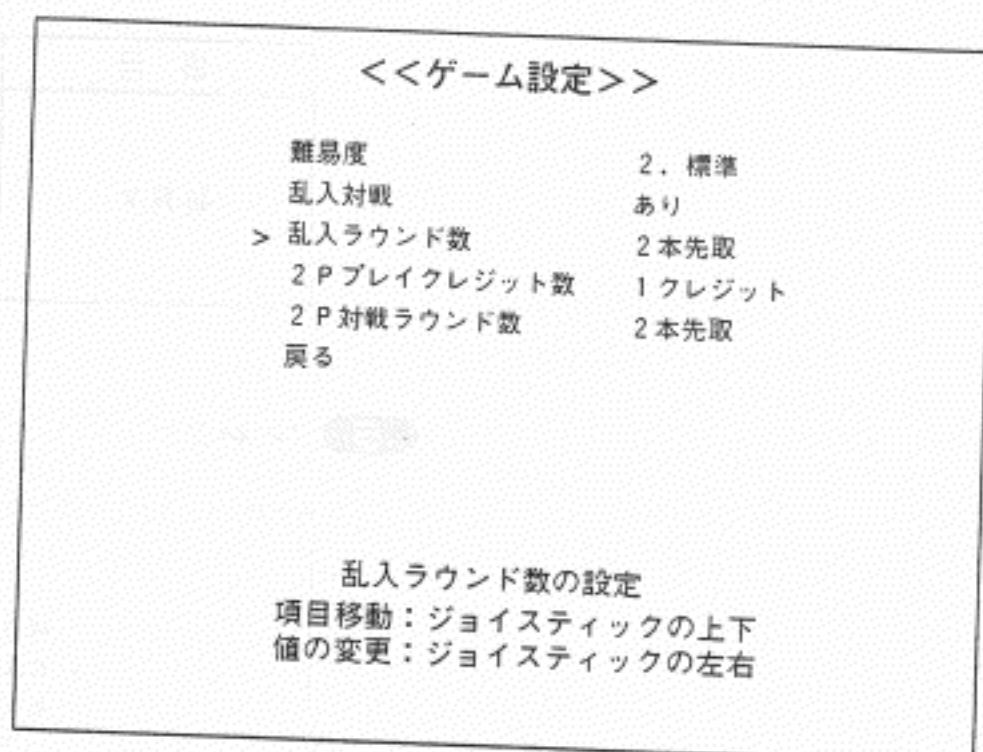 <<ゲーム設定>>
難易度 2．標準
乱入対戦 あり
> 乱入ラウンド数 2本先取
2Pプレイクレジット数 1クレジット
2P対戦ラウンド数 2本先取
戻る
乱入ラウンド数の設定
項目移動：ジョイスティックの上下
値の変更：ジョイスティックの左右